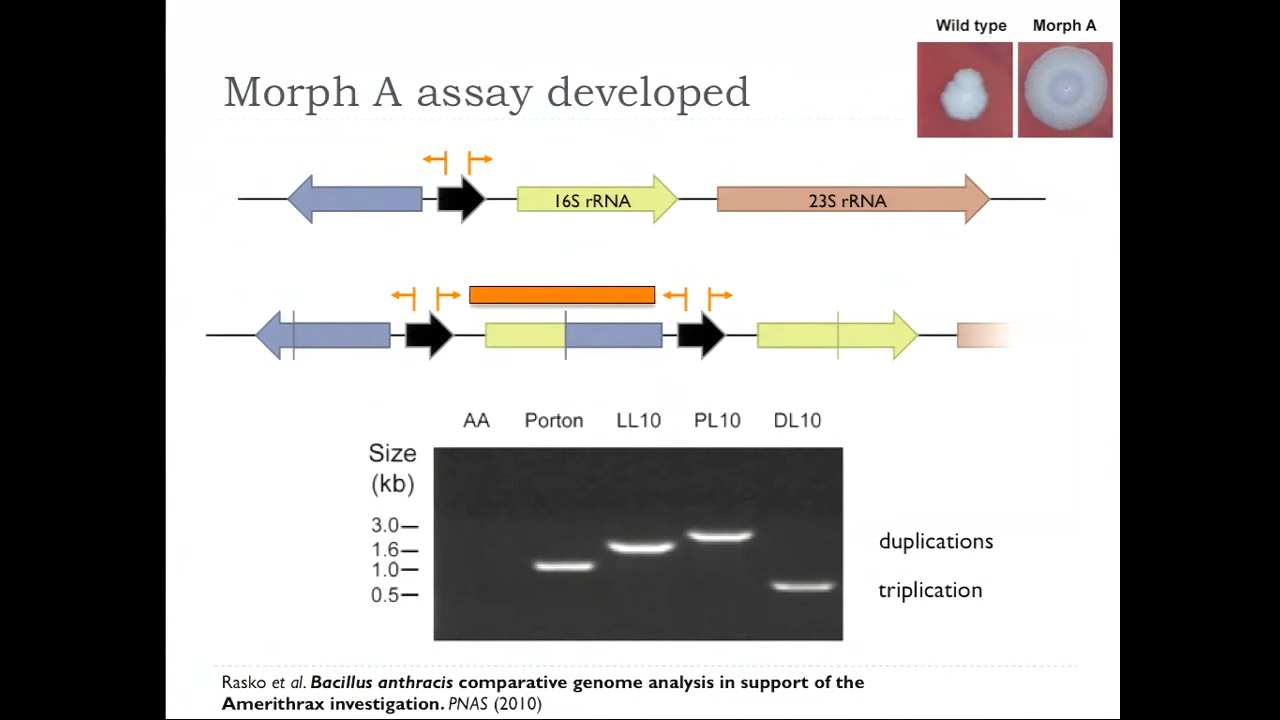 Wild type Morph A
Morph A assay developed
16S rRNA 23S rRNA
AA Porton LL10 PL10 DL10
Size
(kb)
3.0
1.6
1.0
0.5
duplications
triplication
Rasko et al. Bacillus anthracis comparative genome analysis in support of the
Amerithrax investigation. PNAS (2010)